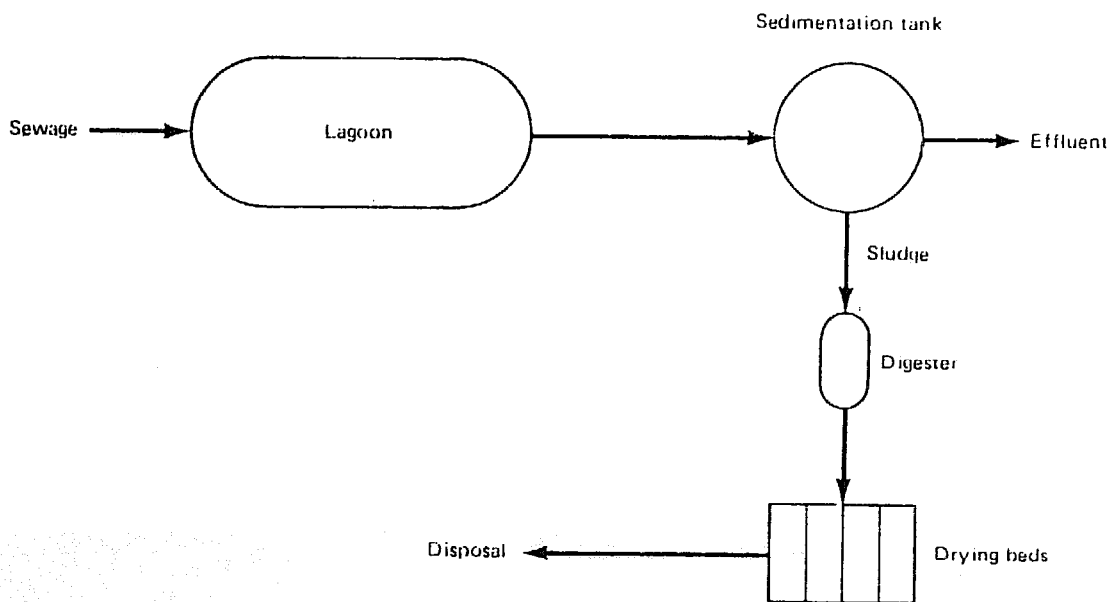 Sedimentation tank
Sewage
Lagoon
Effluent
Sludge
Digester
Disposal
Drying beds